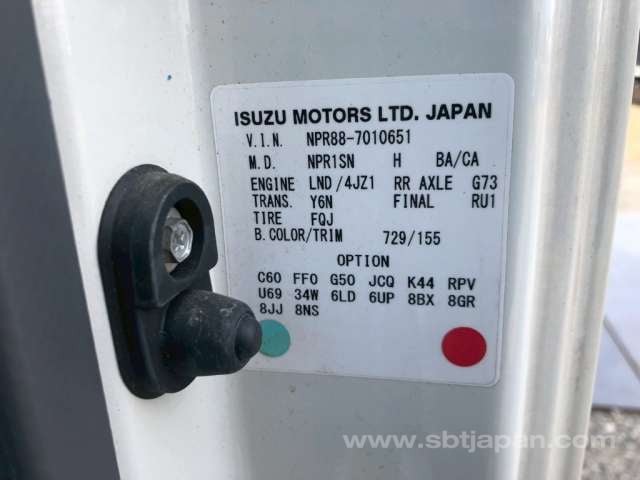 ISUZU MOTORS LTD. JAPAN
V.I.N. NPR88-7010651
M.D. NPR1SN H BA/CA
ENGINE LND/4JZ1 RR AXLE G73
TRANS. Y6N FINAL RU1
TIRE FQJ
B.COLOR/TRIM 729/155
OPTION
C60 FF0 G50 JCQ K44 RPV
U69 34W 6LD 6UP 8BX 8GR
8JJ 8NS
www.sbtjapan.com